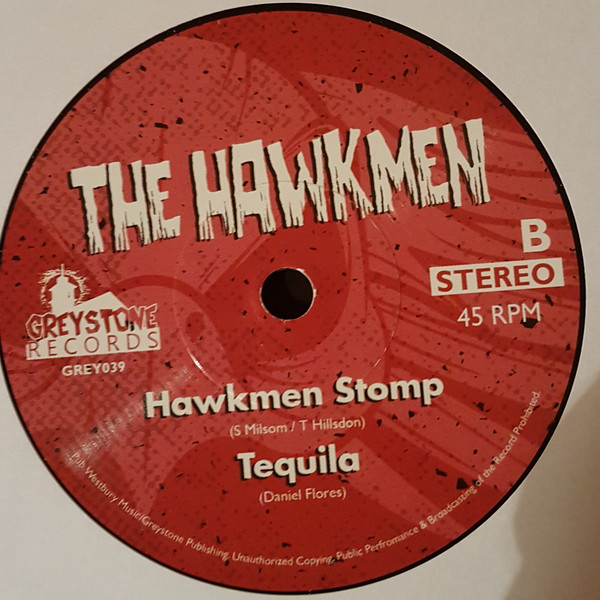 THE HAWKMEN
B
STEREO
45 RPM
GREYSTONE
RECORDS
GREY039
Hawkmen Stomp
(S Milsom / T Hillsdon)
Tequila
(Daniel Flores)
Pub Westbury Music/Greystone Publishing. Unauthorized Copying, Public Perfromance & Broadcasting of the Record Prohibited.